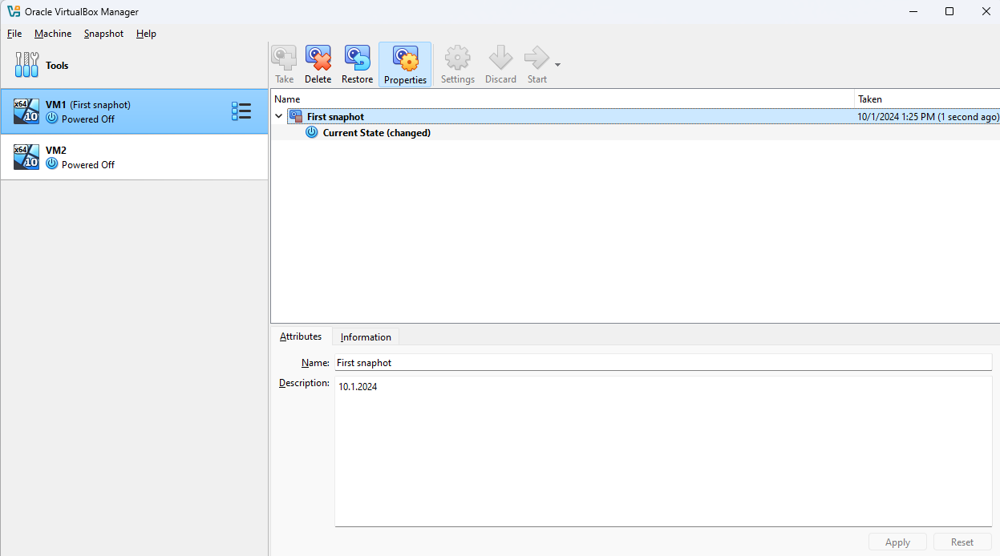 Oracle VirtualBox Manager
File Machine Snapshot Help
Tools
Take Delete Restore Properties Settings Discard Start
x64 10 VM1 (First snaphot)
Powered Off
x64 10 VM2
Powered Off
Name Taken
First snaphot 10/1/2024 1:25 PM (1 second ago)
Current State (changed)
Attributes Information
Name: First snaphot
Description: 10.1.2024
Apply Reset